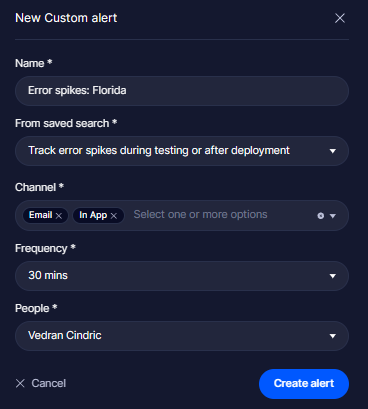 New Custom alert
Name *
Error spikes: Florida
From saved search *
Track error spikes during testing or after deployment
Channel *
Email In App Select one or more options
Frequency *
30 mins
People *
Vedran Cindric
Cancel Create alert